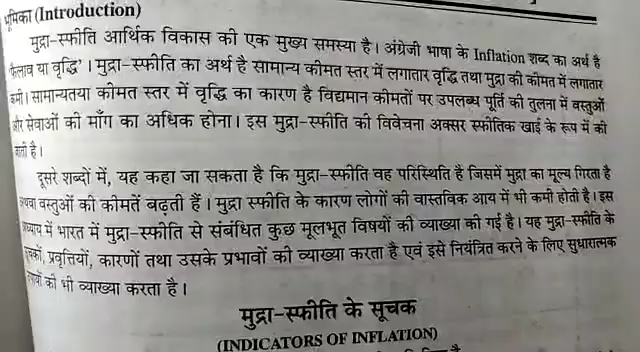 भूमिका (Introduction)
मुद्रा-स्फीति आर्थिक विकास की एक मुख्य समस्या है। अंग्रेजी भाषा के Inflation शब्द का अर्थ है
'फैलाव या वृद्धि'। मुद्रा-स्फीति का अर्थ है सामान्य कीमत स्तर में लगातार वृद्धि तथा मुद्रा की कीमत में लगातार
कमी। सामान्यतया कीमत स्तर में वृद्धि का कारण है विद्यमान कीमतों पर उपलब्ध पूर्ति की तुलना में वस्तुओं
और सेवाओं की माँग का अधिक होना। इस मुद्रा-स्फीति की विवेचना अक्सर स्फीतिक खाई के रूप में की
जाती है।
दूसरे शब्दों में, यह कहा जा सकता है कि मुद्रा-स्फीति वह परिस्थिति है जिसमें मुद्रा का मूल्य गिरता है
अथवा वस्तुओं की कीमतें बढ़ती हैं। मुद्रा स्फीति के कारण लोगों की वास्तविक आय में भी कमी होती है। इस
अध्याय में भारत में मुद्रा-स्फीति से संबंधित कुछ मूलभूत विषयों की व्याख्या की गई है। यह मुद्रा-स्फीति के
सूचकों, प्रवृत्तियों, कारणों तथा उसके प्रभावों की व्याख्या करता है एवं इसे नियंत्रित करने के लिए सुधारात्मक
उपायों की भी व्याख्या करता है।
मुद्रा-स्फीति के सूचक
(INDICATORS OF INFLATION)